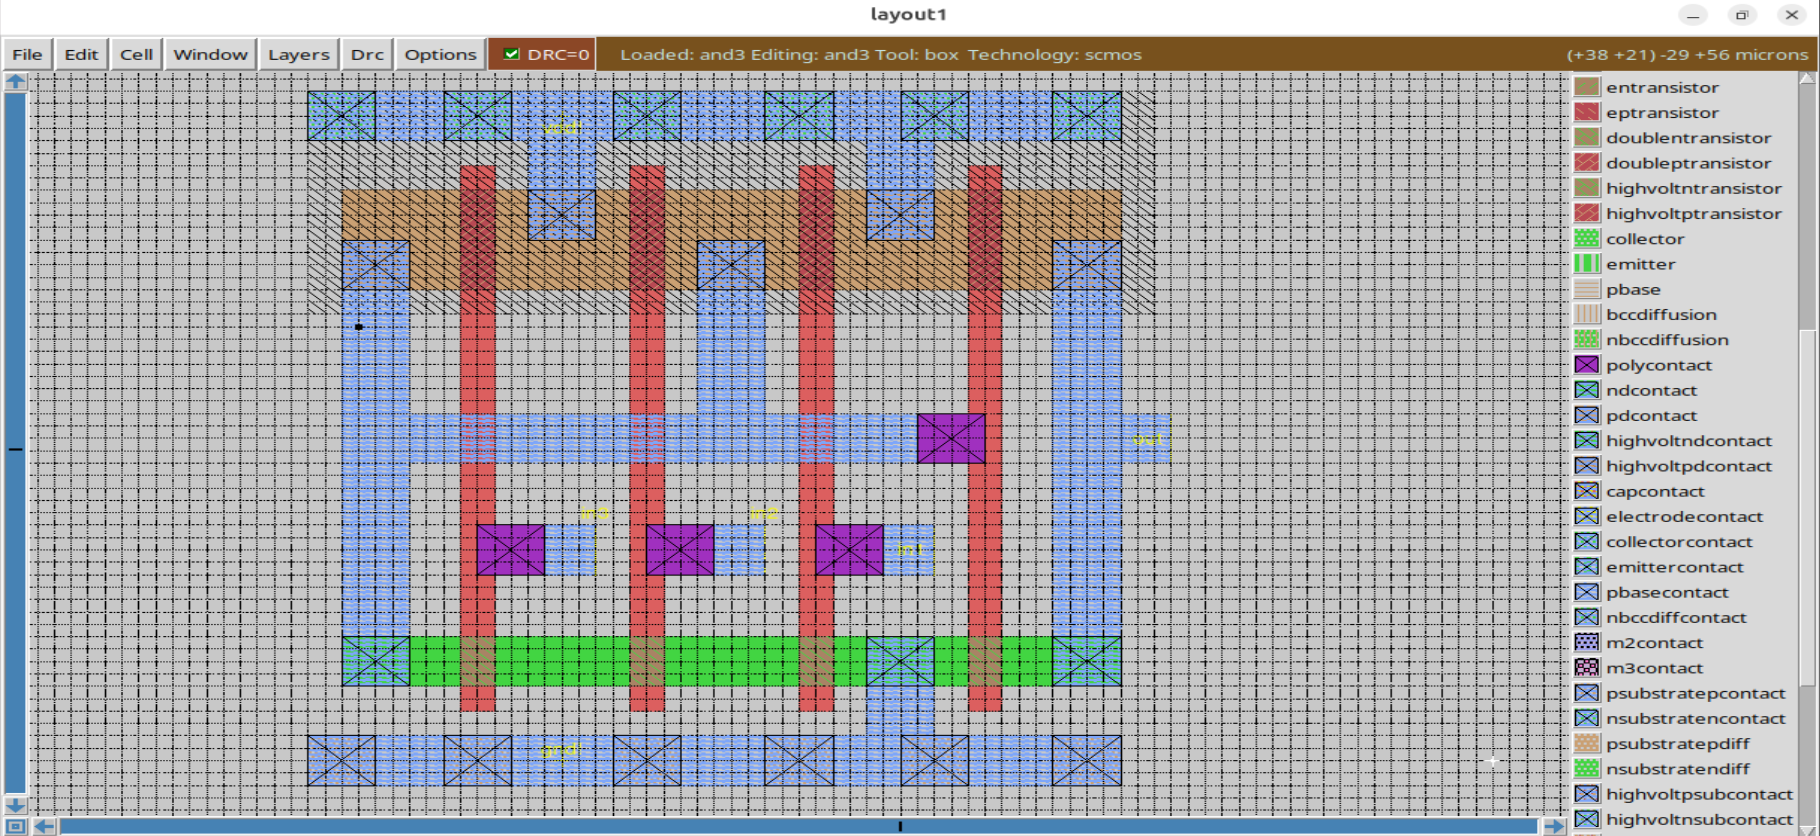 layout1
File Edit Cell Window Layers Drc Options DRC=0 Loaded: and3 Editing: and3 Tool: box Technology: scmos (+38 +21) -29 +56 microns
vdd!
out
in2
in1
gnd!
entransistor
eptransistor
doublentransistor
doubleptransistor
highvoltntransistor
highvoltptransistor
collector
emitter
pbase
bccdiffusion
nbccdiffusion
polycontact
ndcontact
pdcontact
highvoltndcontact
highvoltpdcontact
capcontact
electrodecontact
collectorcontact
emittercontact
pbasecontact
nbccdiffcontact
m2contact
m3contact
psubstratepcontact
nsubstratencontact
psubstratepdiff
nsubstratendiff
highvoltpsubcontact
highvoltnsubcontact